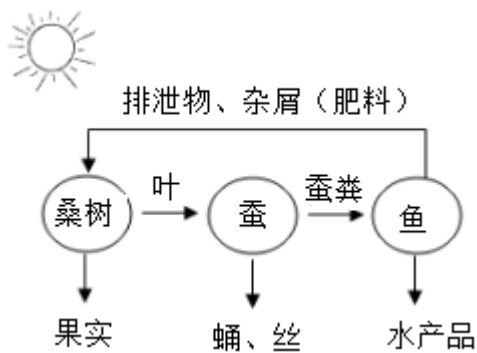 排泄物、杂屑（肥料）
桑树
叶
蚕
蚕粪
鱼
果实
蛹、丝
水产品